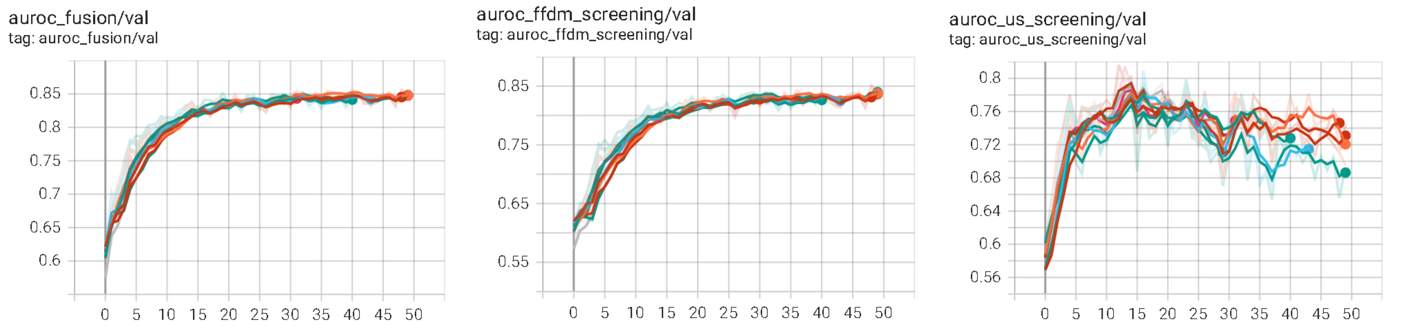 auroc_fusion/val
tag: auroc_fusion/val
0.85
0.8
0.75
0.7
0.65
0.6
0 5 10 15 20 25 30 35 40 45 50
auroc_ffdm_screening/val
tag: auroc_ffdm_screening/val
0.85
0.75
0.65
0.55
0 5 10 15 20 25 30 35 40 45 50
auroc_us_screening/val
tag: auroc_us_screening/val
0.8
0.76
0.72
0.68
0.64
0.6
0.56
0 5 10 15 20 25 30 35 40 45 50